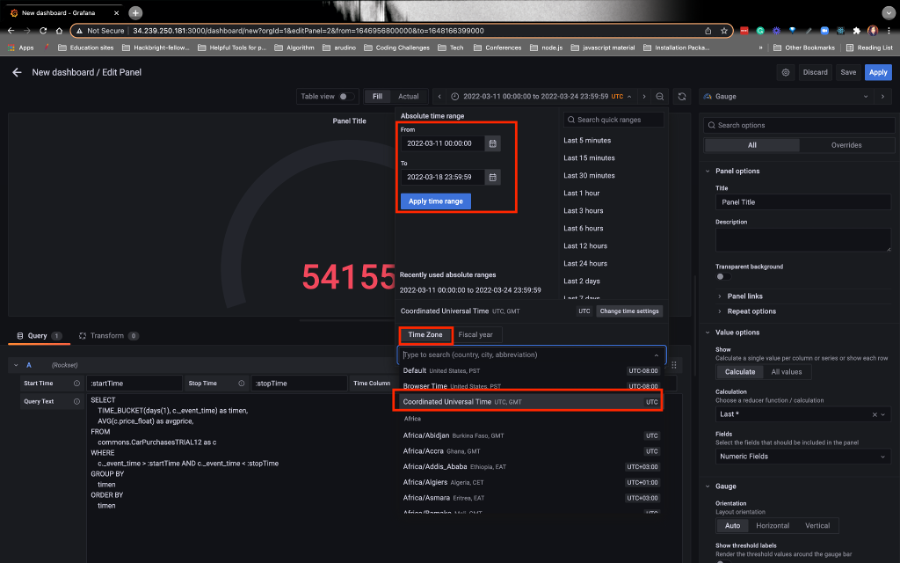 New dashboard - Grafana
Not Secure | 34.239.250.181:3000/dashboard/new?orgId=1&editPanel=2&from=1646956800000&to=1648166399000
Apps
Education sites
Hackbright-fellow...
Helpful Tools for p...
Algorithm
arudino
Coding Challenges
Tech
Conferences
node.js
javascript material
Installation Packa...
»
Other Bookmarks
Reading List
New dashboard / Edit Panel
Discard
Save
Apply
Table view
Fill
Actual
2022-03-11 00:00:00 to 2022-03-24 23:59:59 UTC
Gauge
Panel Title
54155
Absolute time range
From
2022-03-11 00:00:00
To
2022-03-18 23:59:59
Apply time range
Recently used absolute ranges
2022-03-11 00:00:00 to 2022-03-24 23:59:59
Search quick ranges
Last 5 minutes
Last 15 minutes
Last 30 minutes
Last 1 hour
Last 3 hours
Last 6 hours
Last 12 hours
Last 24 hours
Last 2 days
Last 7 days
Coordinated Universal Time UTC, GMT
UTC
Change time settings
Time Zone
Fiscal year
Type to search (country, city, abbreviation)
Default United States, PST UTC-08:00
Browser Time United States, PST UTC-08:00
Coordinated Universal Time UTC, GMT UTC
Africa
Africa/Abidjan Burkina Faso, GMT UTC
Africa/Accra Ghana, GMT UTC
Africa/Addis_Ababa Ethiopia, EAT UTC+03:00
Africa/Algiers Algeria, CET UTC+01:00
Africa/Asmara Eritrea, EAT UTC+03:00
Africa/Bamako Mali, GMT UTC
Query 1
Transform 0
A (Rockset)
Start Time :startTime Stop Time :stopTime Time Column
Query Text
SELECT
TIME_BUCKET(days(1), c._event_time) as timen,
AVG(c.price_float) as avgprice,
FROM
commons.CarPurchasesTRIAL12 as c
WHERE
c._event_time > :startTime AND c._event_time < :stopTime
GROUP BY
timen
ORDER BY
timen
Search options
All
Overrides
Panel options
Title
Panel Title
Description
Transparent background
Panel links
Repeat options
Value options
Show
Calculate a single value per column or series or show each row
Calculate
All values
Calculation
Choose a reducer function / calculation
Last *
Fields
Select the fields that should be included in the panel
Numeric Fields
Gauge
Orientation
Layout orientation
Auto
Horizontal
Vertical
Show threshold labels
Render the threshold values around the gauge bar